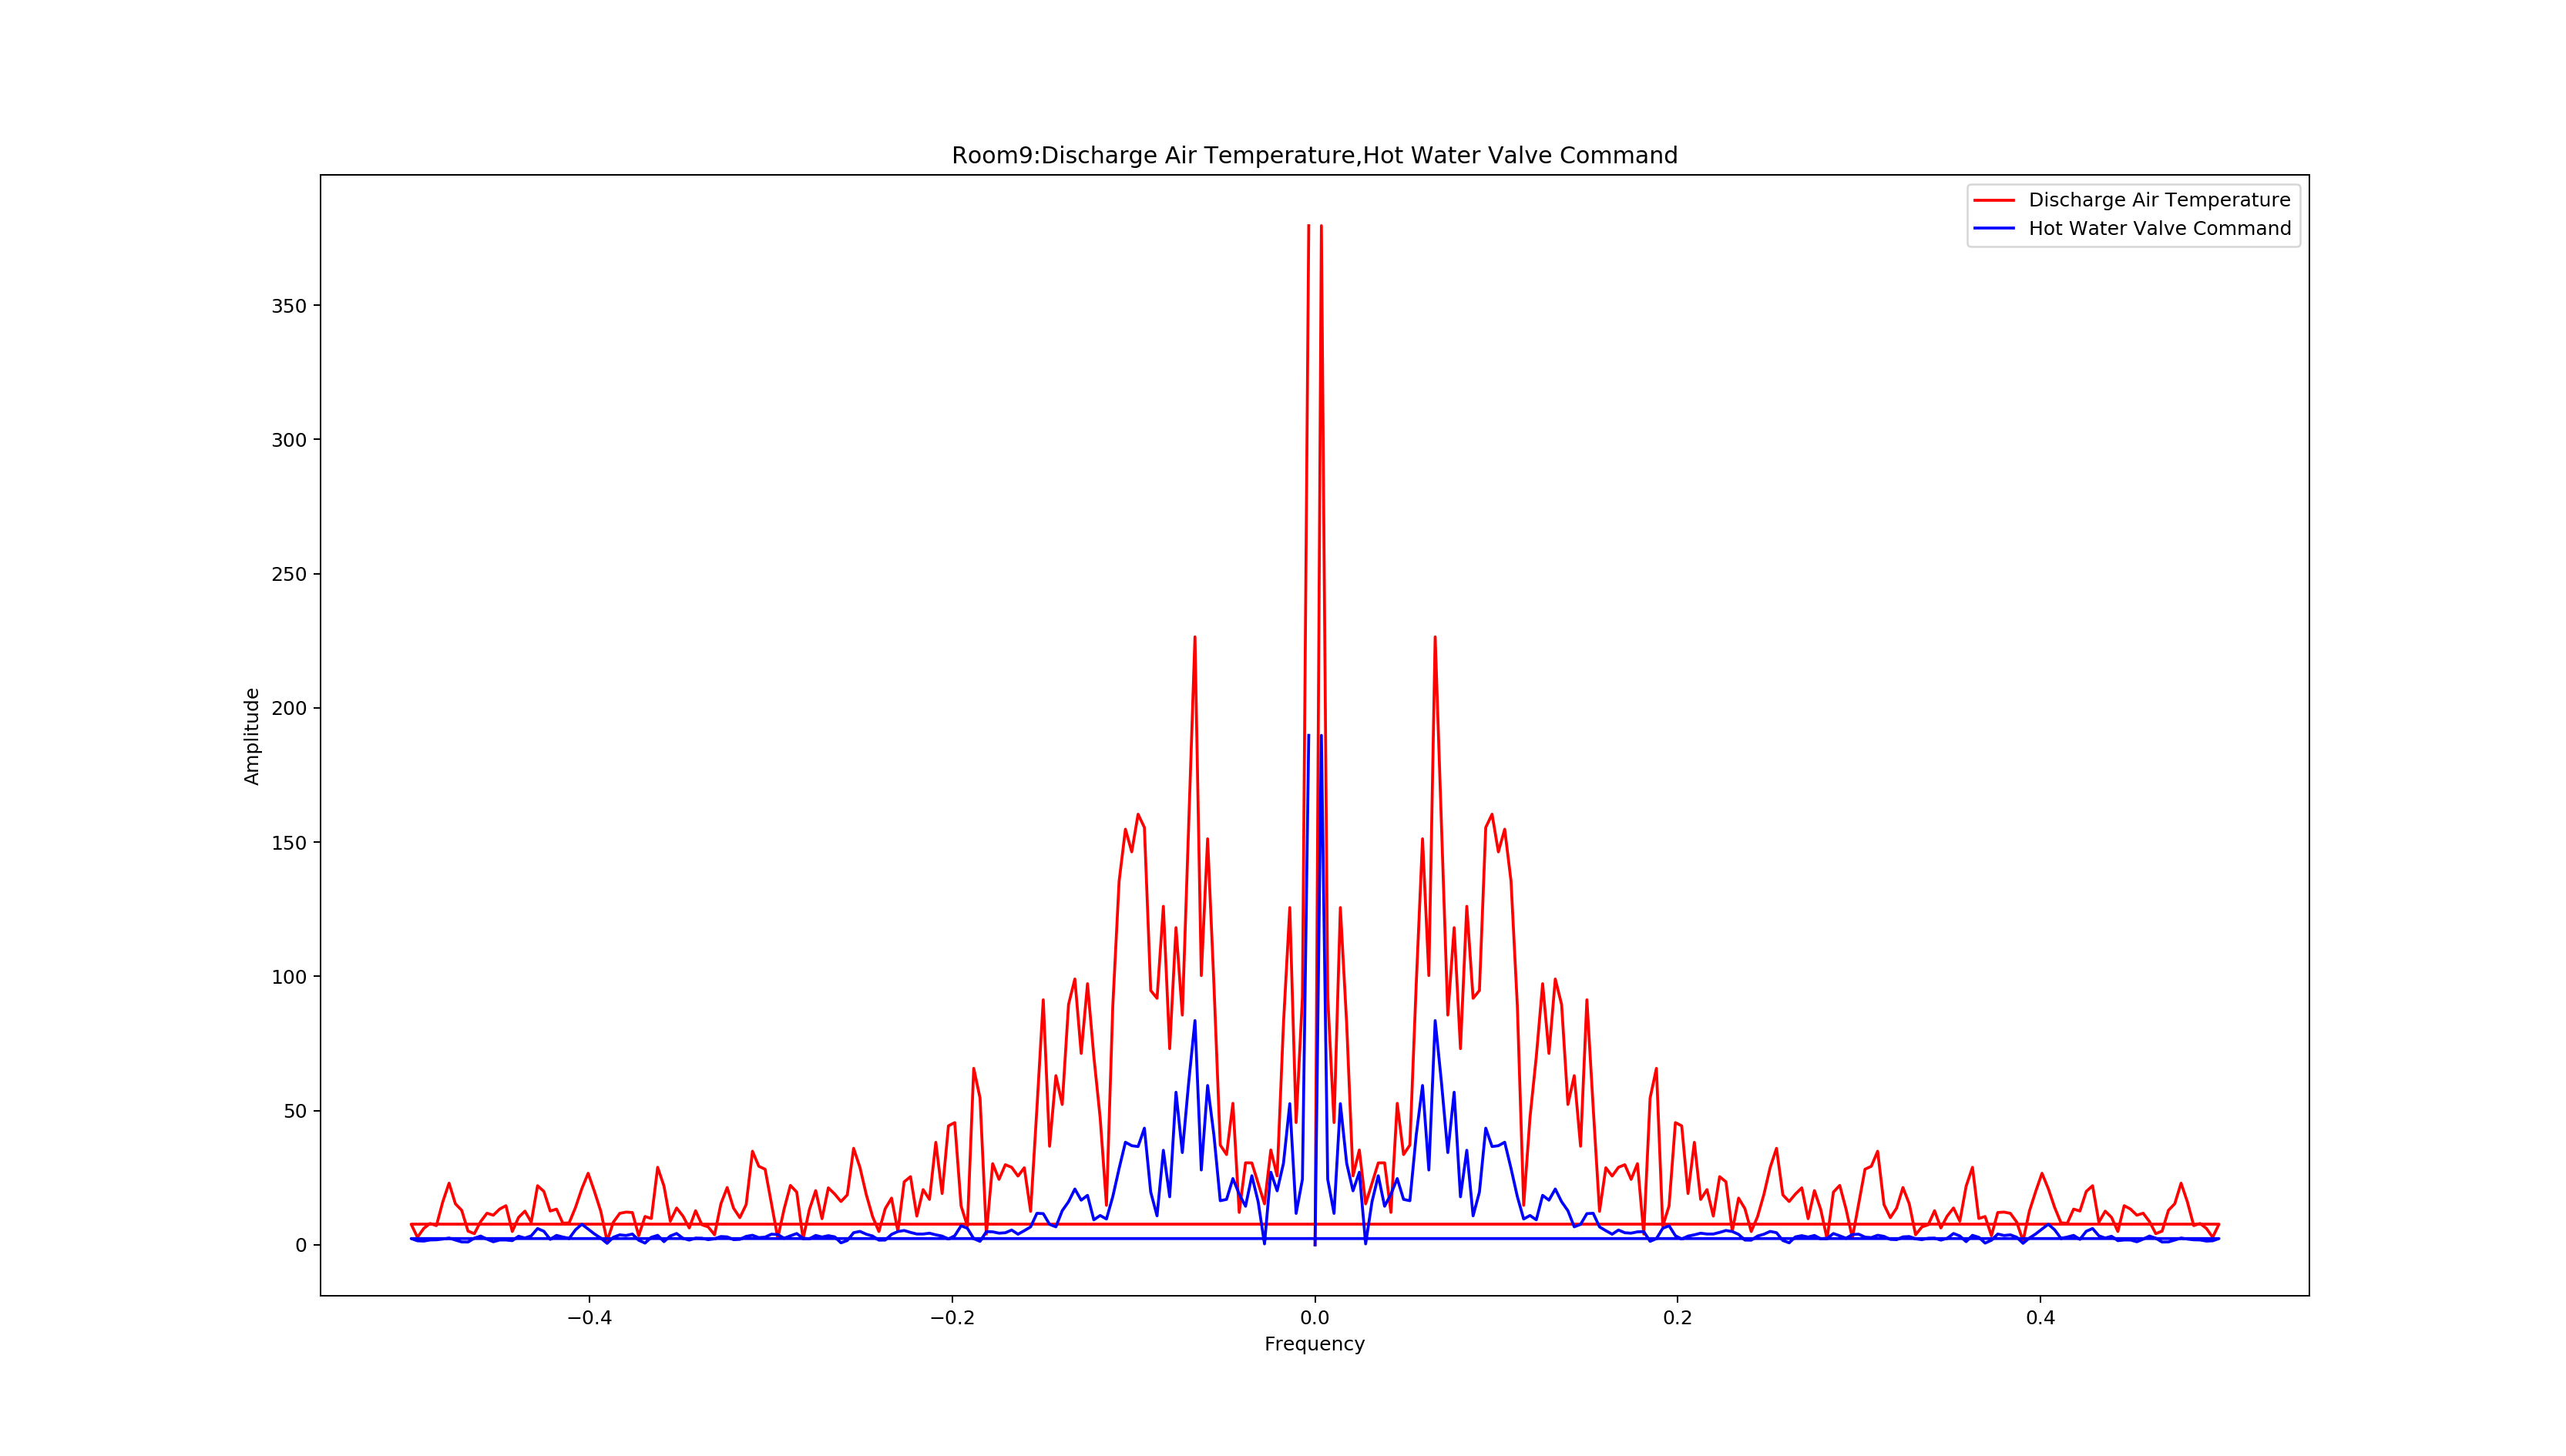 Room9:Discharge Air Temperature,Hot Water Valve Command
Discharge Air Temperature
Hot Water Valve Command
350
300
250
200
150
100
50
0
Amplitude
−0.4
−0.2
0.0
0.2
0.4
Frequency